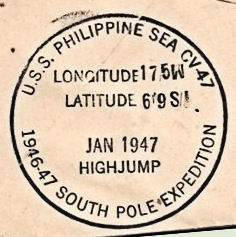 U.S.S. PHILIPPINE SEA CV-47
LONGITUDE 175W
LATITUDE 69S
JAN 1947
HIGHJUMP
1946-47 SOUTH POLE EXPEDITION